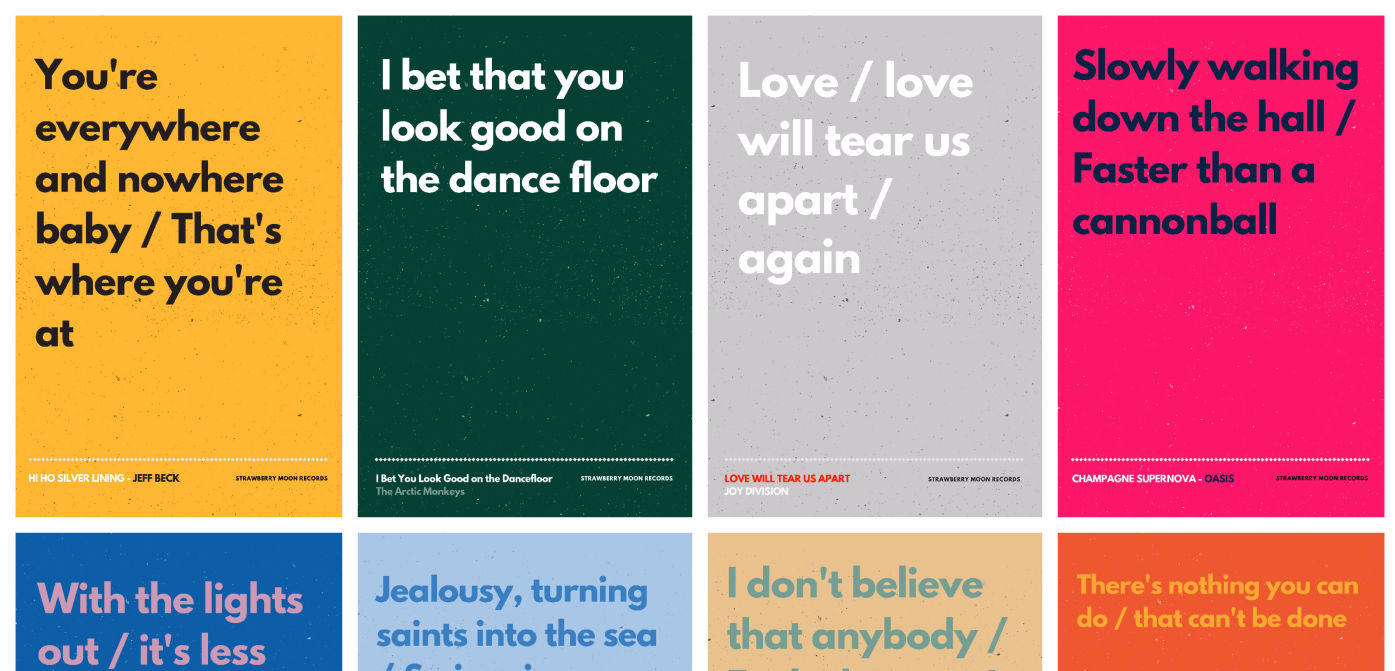 You're
everywhere
and nowhere
baby / That's
where you're
at
HI HO SILVER LINING - JEFF BECK
STRAWBERRY MOON RECORDS
I bet that you
look good on
the dance floor
I Bet You Look Good on the Dancefloor
The Arctic Monkeys
STRAWBERRY MOON RECORDS
Love / love
will tear us
apart /
again
LOVE WILL TEAR US APART
JOY DIVISION
STRAWBERRY MOON RECORDS
Slowly walking
down the hall /
Faster than a
cannonball
CHAMPAGNE SUPERNOVA - OASIS
STRAWBERRY MOON RECORDS
With the lights
out / it's less
Jealousy, turning
saints into the sea
I don't believe
that anybody /
There's nothing you can
do / that can't be done